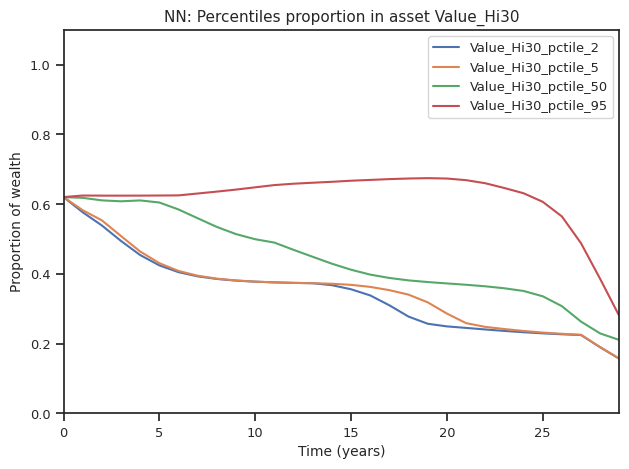 NN: Percentiles proportion in asset Value_Hi30
Value_Hi30_pctile_2
Value_Hi30_pctile_5
Value_Hi30_pctile_50
Value_Hi30_pctile_95
Proportion of wealth
1.0
0.8
0.6
0.4
0.2
0.0
0 5 10 15 20 25
Time (years)